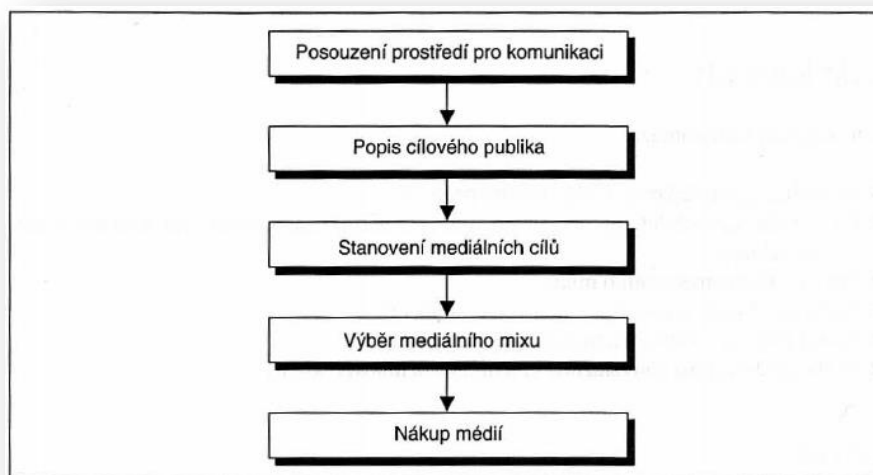 Posouzení prostředí pro komunikaci
Popis cílového publika
Stanovení mediálních cílů
Výběr mediálního mixu
Nákup médií